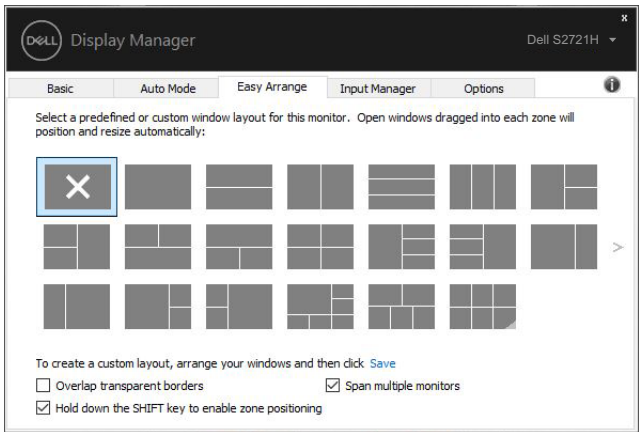 x
DELL Display Manager
Dell S2721H
Basic
Auto Mode
Easy Arrange
Input Manager
Options
Select a predefined or custom window layout for this monitor. Open windows dragged into each zone will
position and resize automatically:
To create a custom layout, arrange your windows and then click Save
Overlap transparent borders
Span multiple monitors
Hold down the SHIFT key to enable zone positioning